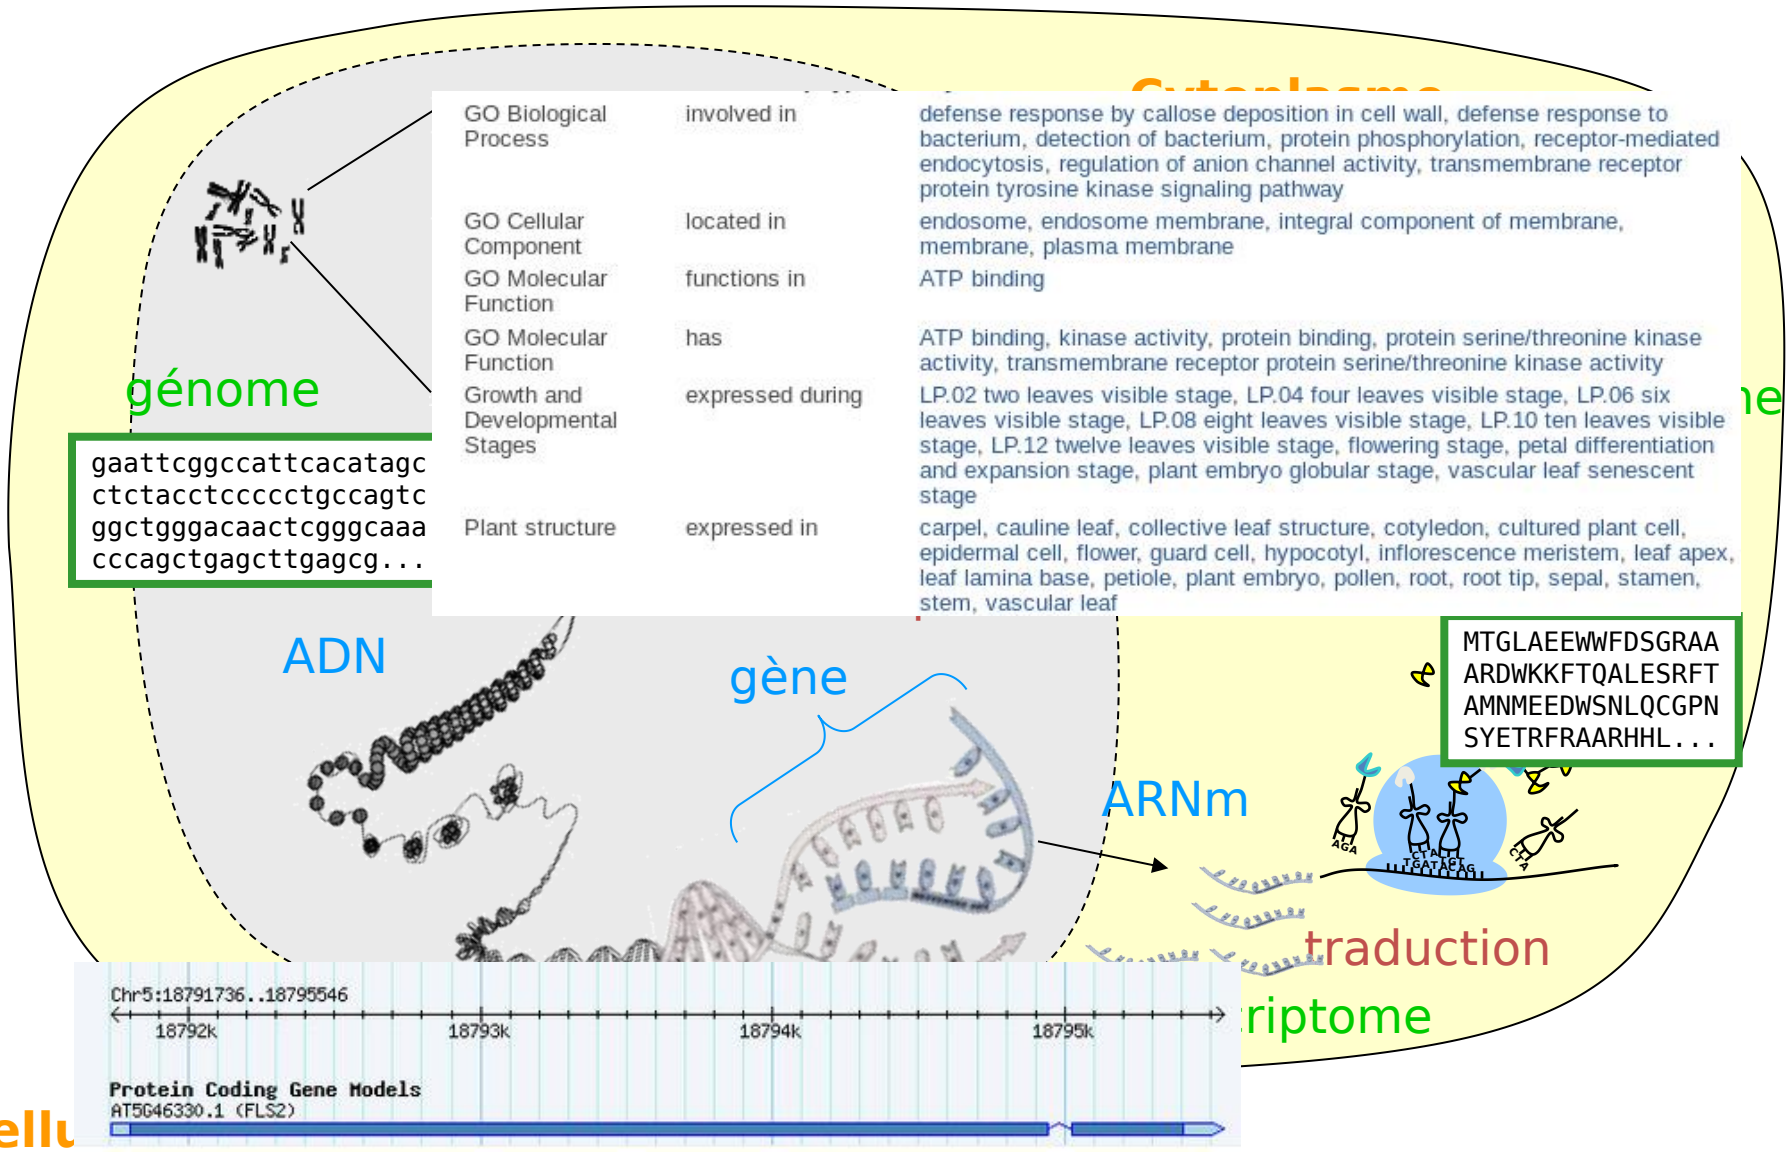 Cytoplasme
GO Biological Process involved in defense response by callose deposition in cell wall, defense response to
bacterium, detection of bacterium, protein phosphorylation, receptor-mediated
endocytosis, regulation of anion channel activity, transmembrane receptor
protein tyrosine kinase signaling pathway
GO Cellular Component located in endosome, endosome membrane, integral component of membrane,
membrane, plasma membrane
GO Molecular Function functions in ATP binding
GO Molecular Function has ATP binding, kinase activity, protein binding, protein serine/threonine kinase
activity, transmembrane receptor protein serine/threonine kinase activity
Growth and Developmental Stages expressed during LP.02 two leaves visible stage, LP.04 four leaves visible stage, LP.06 six
leaves visible stage, LP.08 eight leaves visible stage, LP.10 ten leaves visible
stage, LP.12 twelve leaves visible stage, flowering stage, petal differentiation
and expansion stage, plant embryo globular stage, vascular leaf senescent
stage
Plant structure expressed in carpel, cauline leaf, collective leaf structure, cotyledon, cultured plant cell,
epidermal cell, flower, guard cell, hypocotyl, inflorescence meristem, leaf apex,
leaf lamina base, petiole, plant embryo, pollen, root, root tip, sepal, stamen,
stem, vascular leaf
génome
gaattcggccattcacatagc
ctctacctccccctgccagtc
ggctgggacaactcgggcaaa
cccagctgagcttgagcg...
ADN
gène
MTGLAEEWWFDSGRAA
ARDWKKFTQALESRFT
AMNMEEDWSNLQCGPN
SYETRFRAARHHL...
ARNm
AGA
CTA
traduction
riptome
Chr5:18791736..18795546
18792k 18793k 18794k 18795k
Protein Coding Gene Models
AT5G46330.1 (FLS2)
ellu